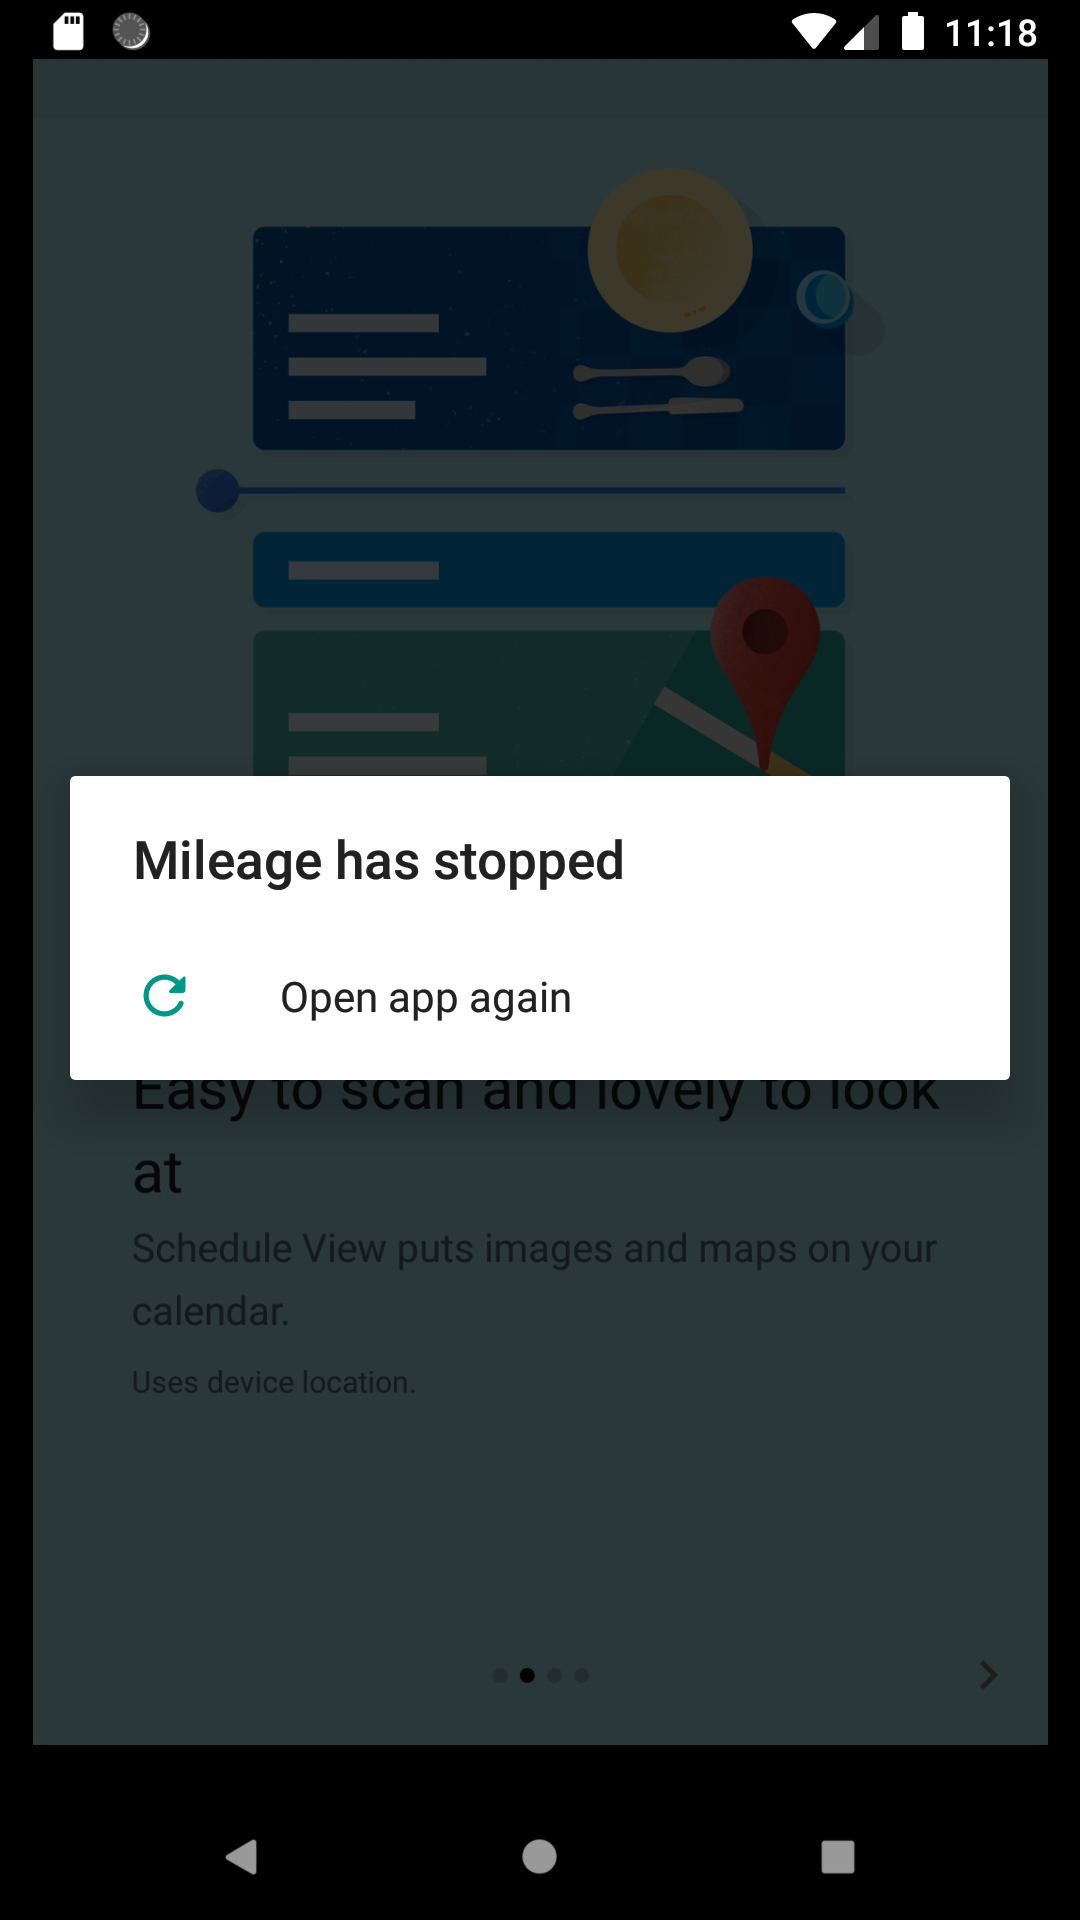 11:18
Mileage has stopped
Open app again
Easy to scan and lovely to look
at
Schedule View puts images and maps on your
calendar.
Uses device location.